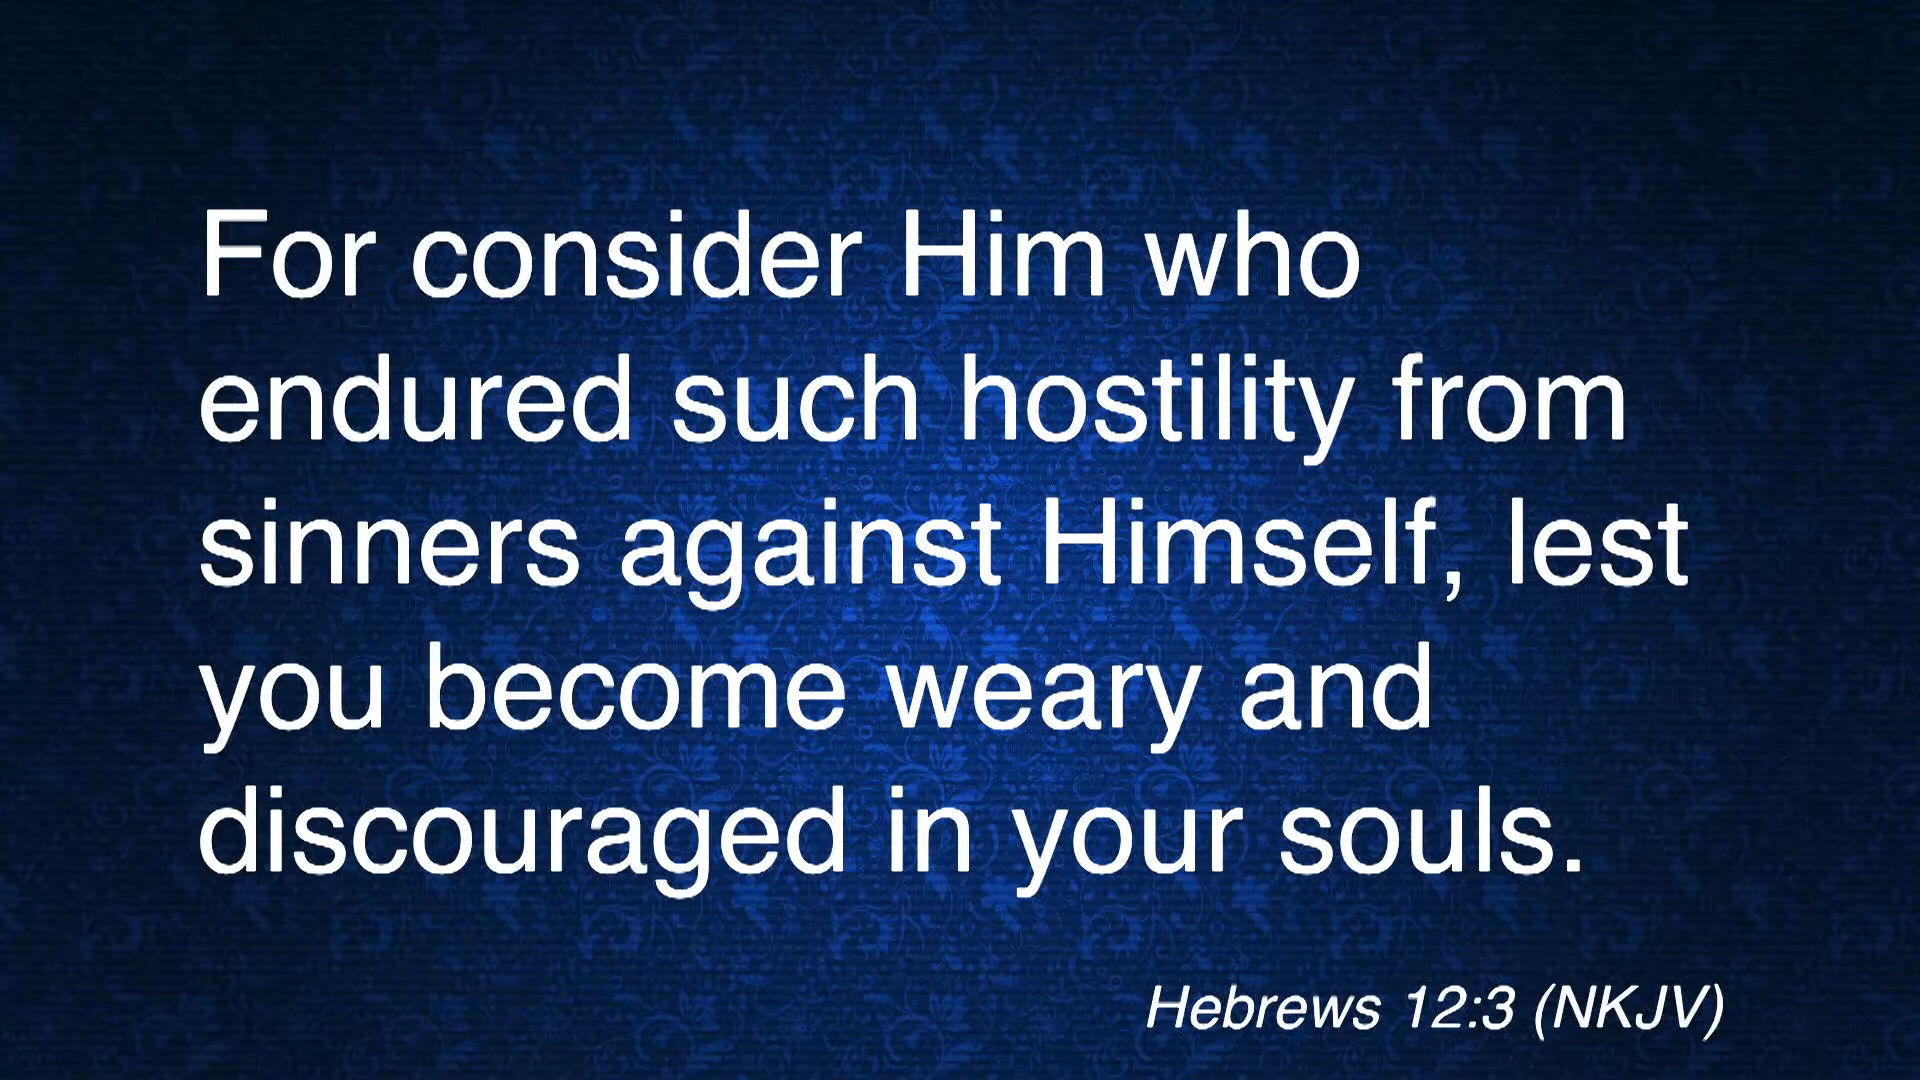 For consider Him who
endured such hostility from
sinners against Himself, lest
you become weary and
discouraged in your souls.
Hebrews 12:3 (NKJV)